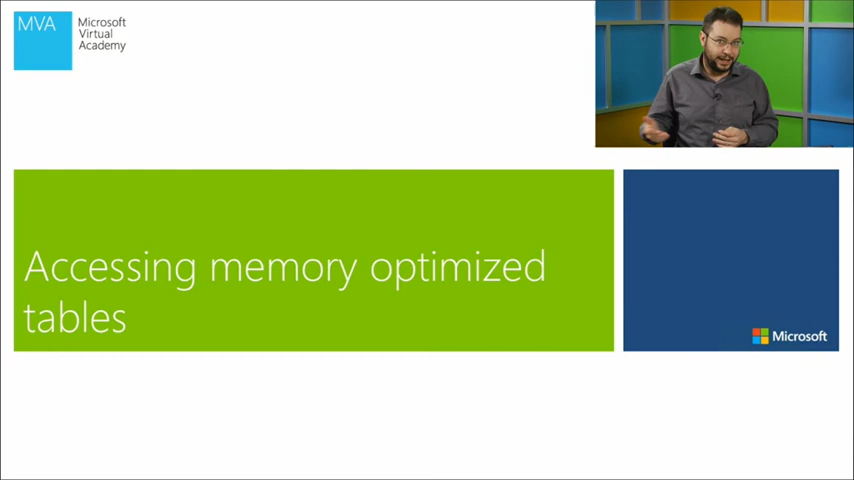 MVA
Microsoft
Virtual
Academy
Accessing memory optimized
tables
Microsoft